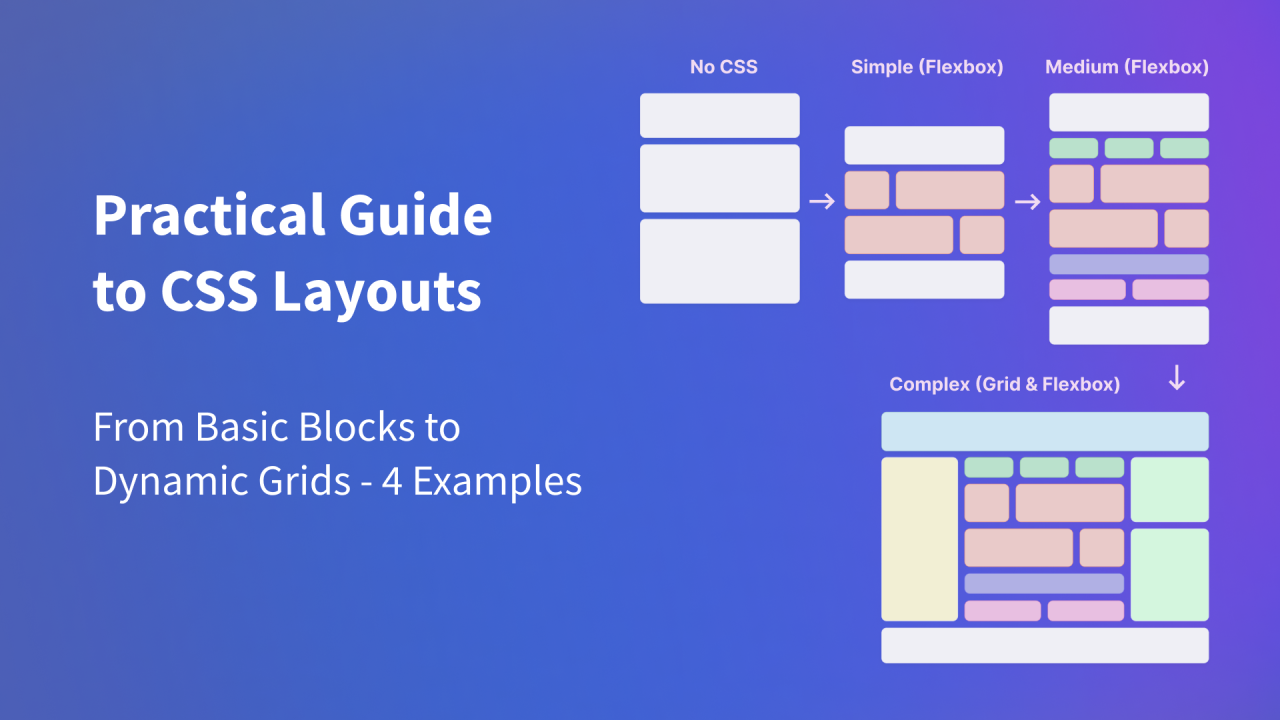 Practical Guide
to CSS Layouts
From Basic Blocks to
Dynamic Grids - 4 Examples
No CSS
Simple (Flexbox)
Medium (Flexbox)
Complex (Grid & Flexbox)